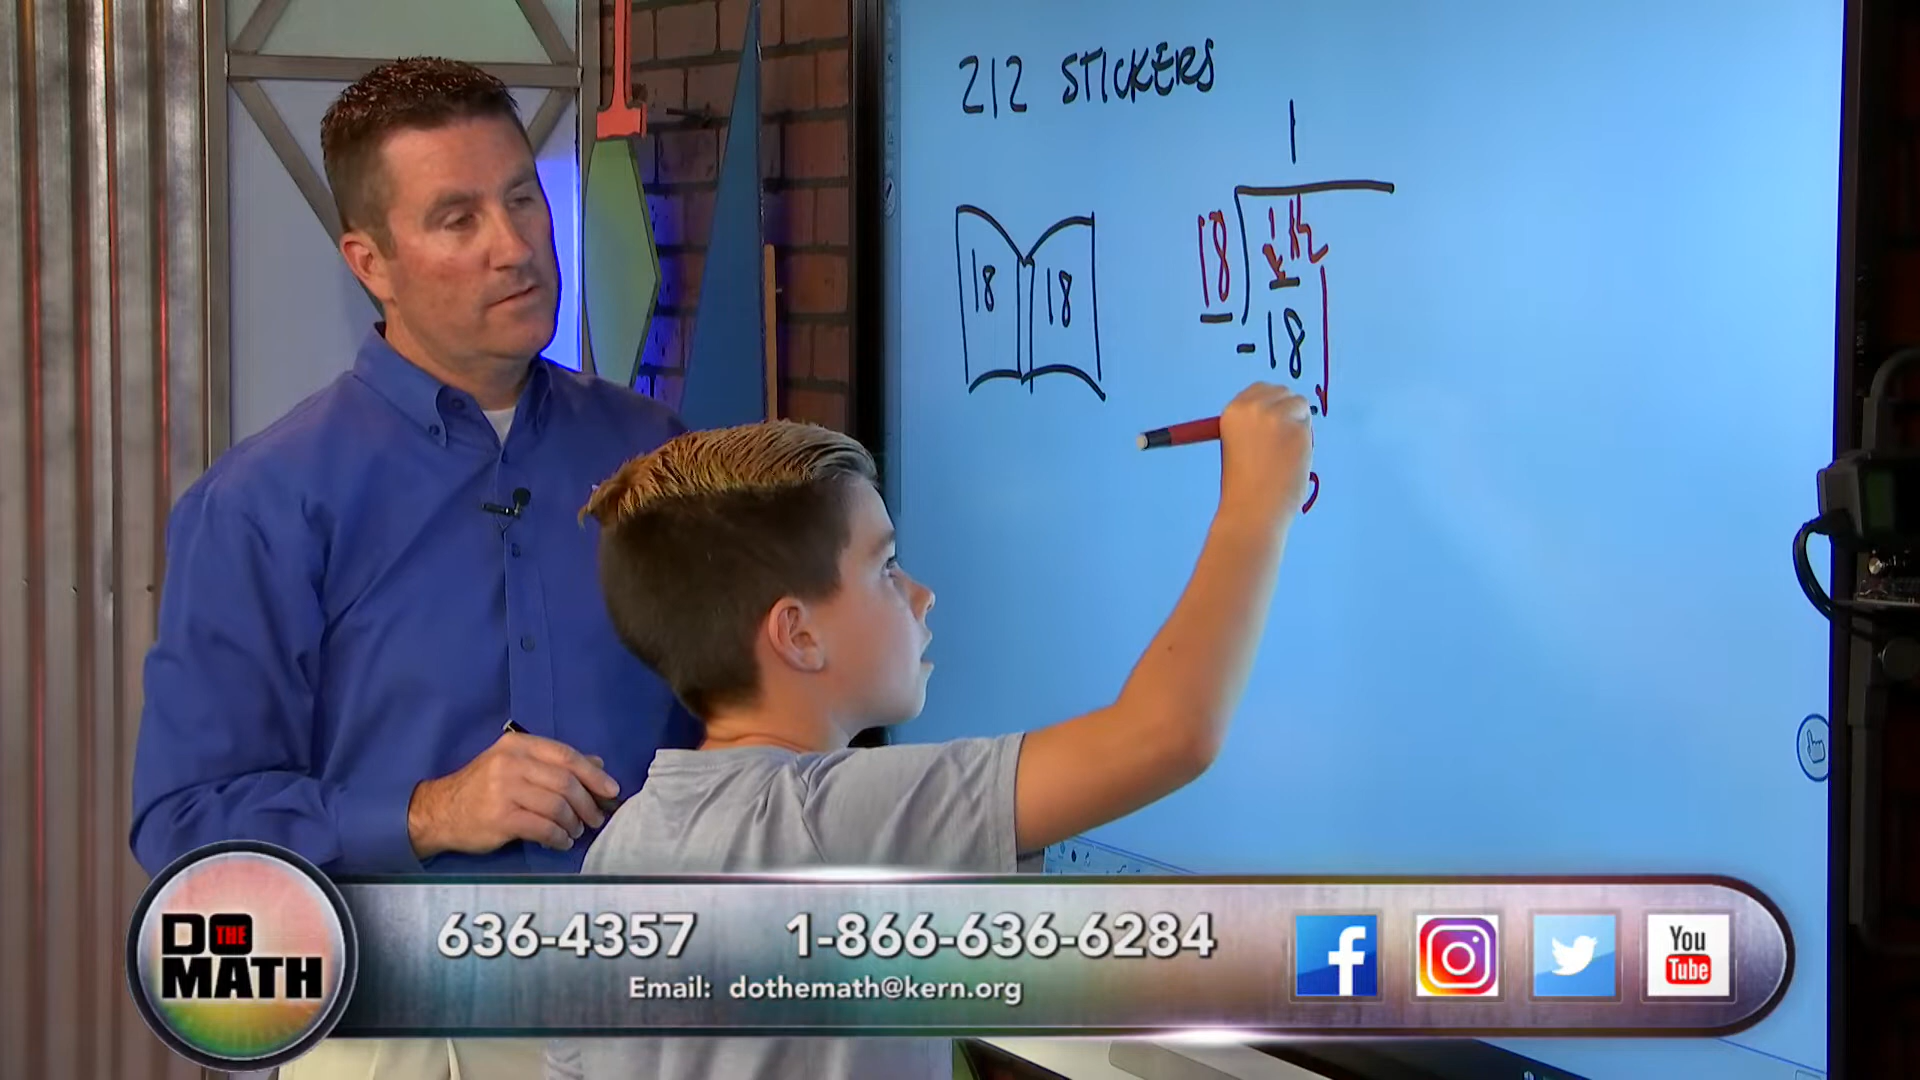 212 STICKERS
1
18
18 18
-18
DO THE MATH
636-4357 1-866-636-6284
Email: dothemath@kern.org
You Tube